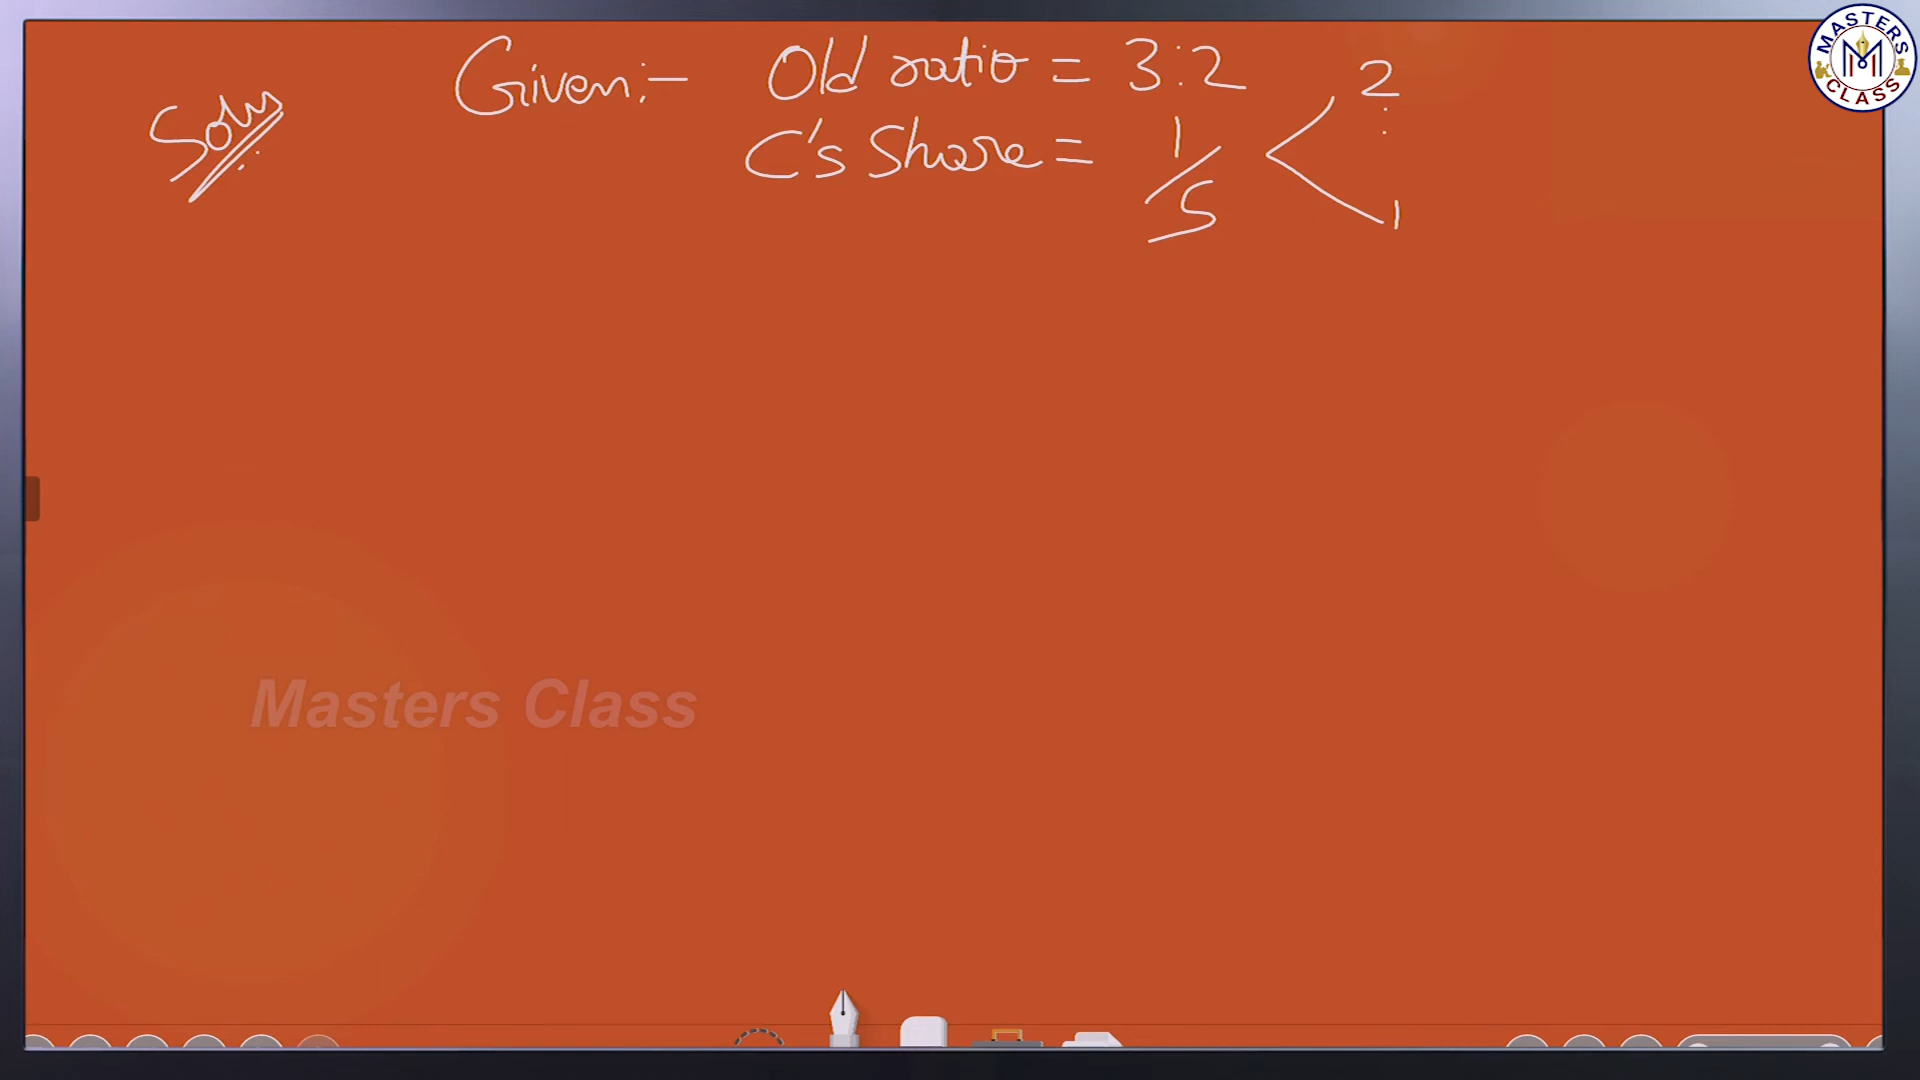 Given:- Old ratio = 3:2
Soln
C's Share = 1/5 < 2 : 1
Masters Class
MASTERS CLASS